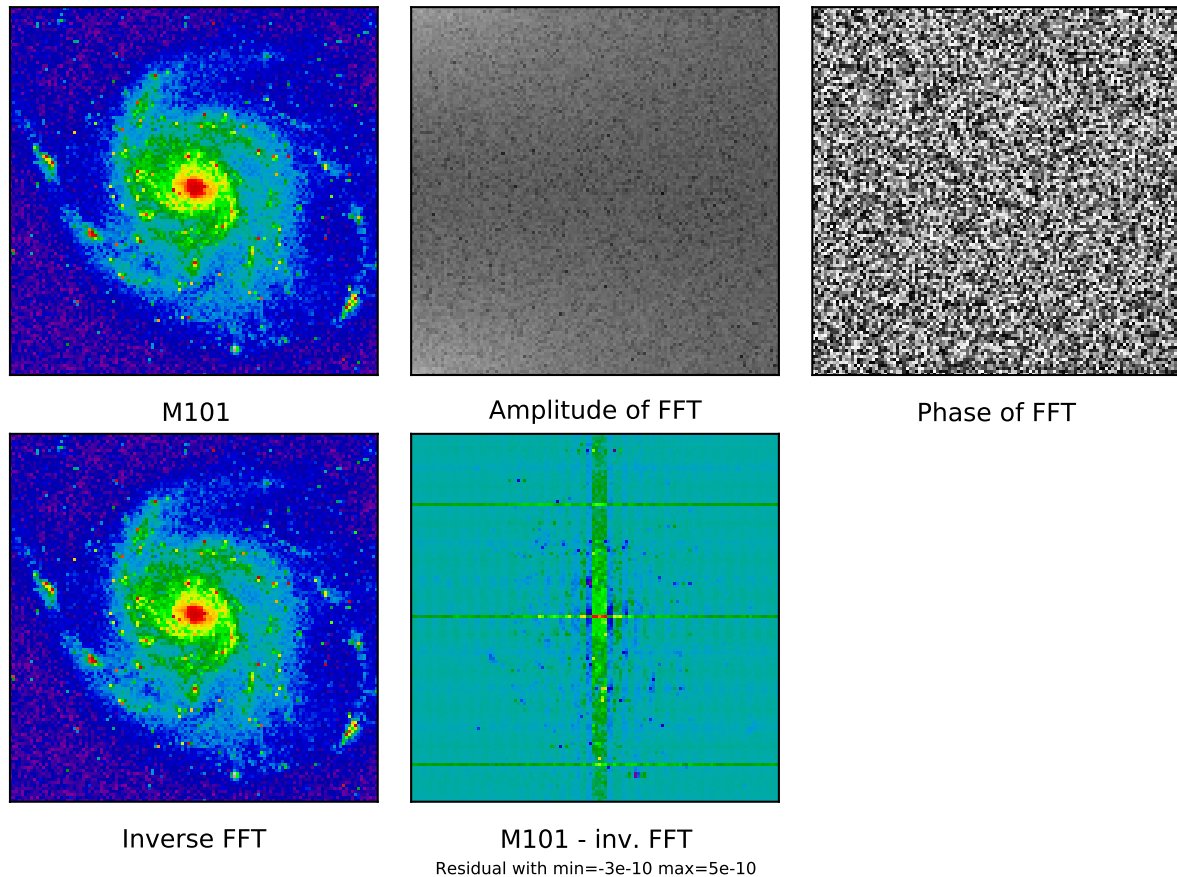 M101
Amplitude of FFT
Phase of FFT
Inverse FFT
M101 - inv. FFT
Residual with min=-3e-10 max=5e-10